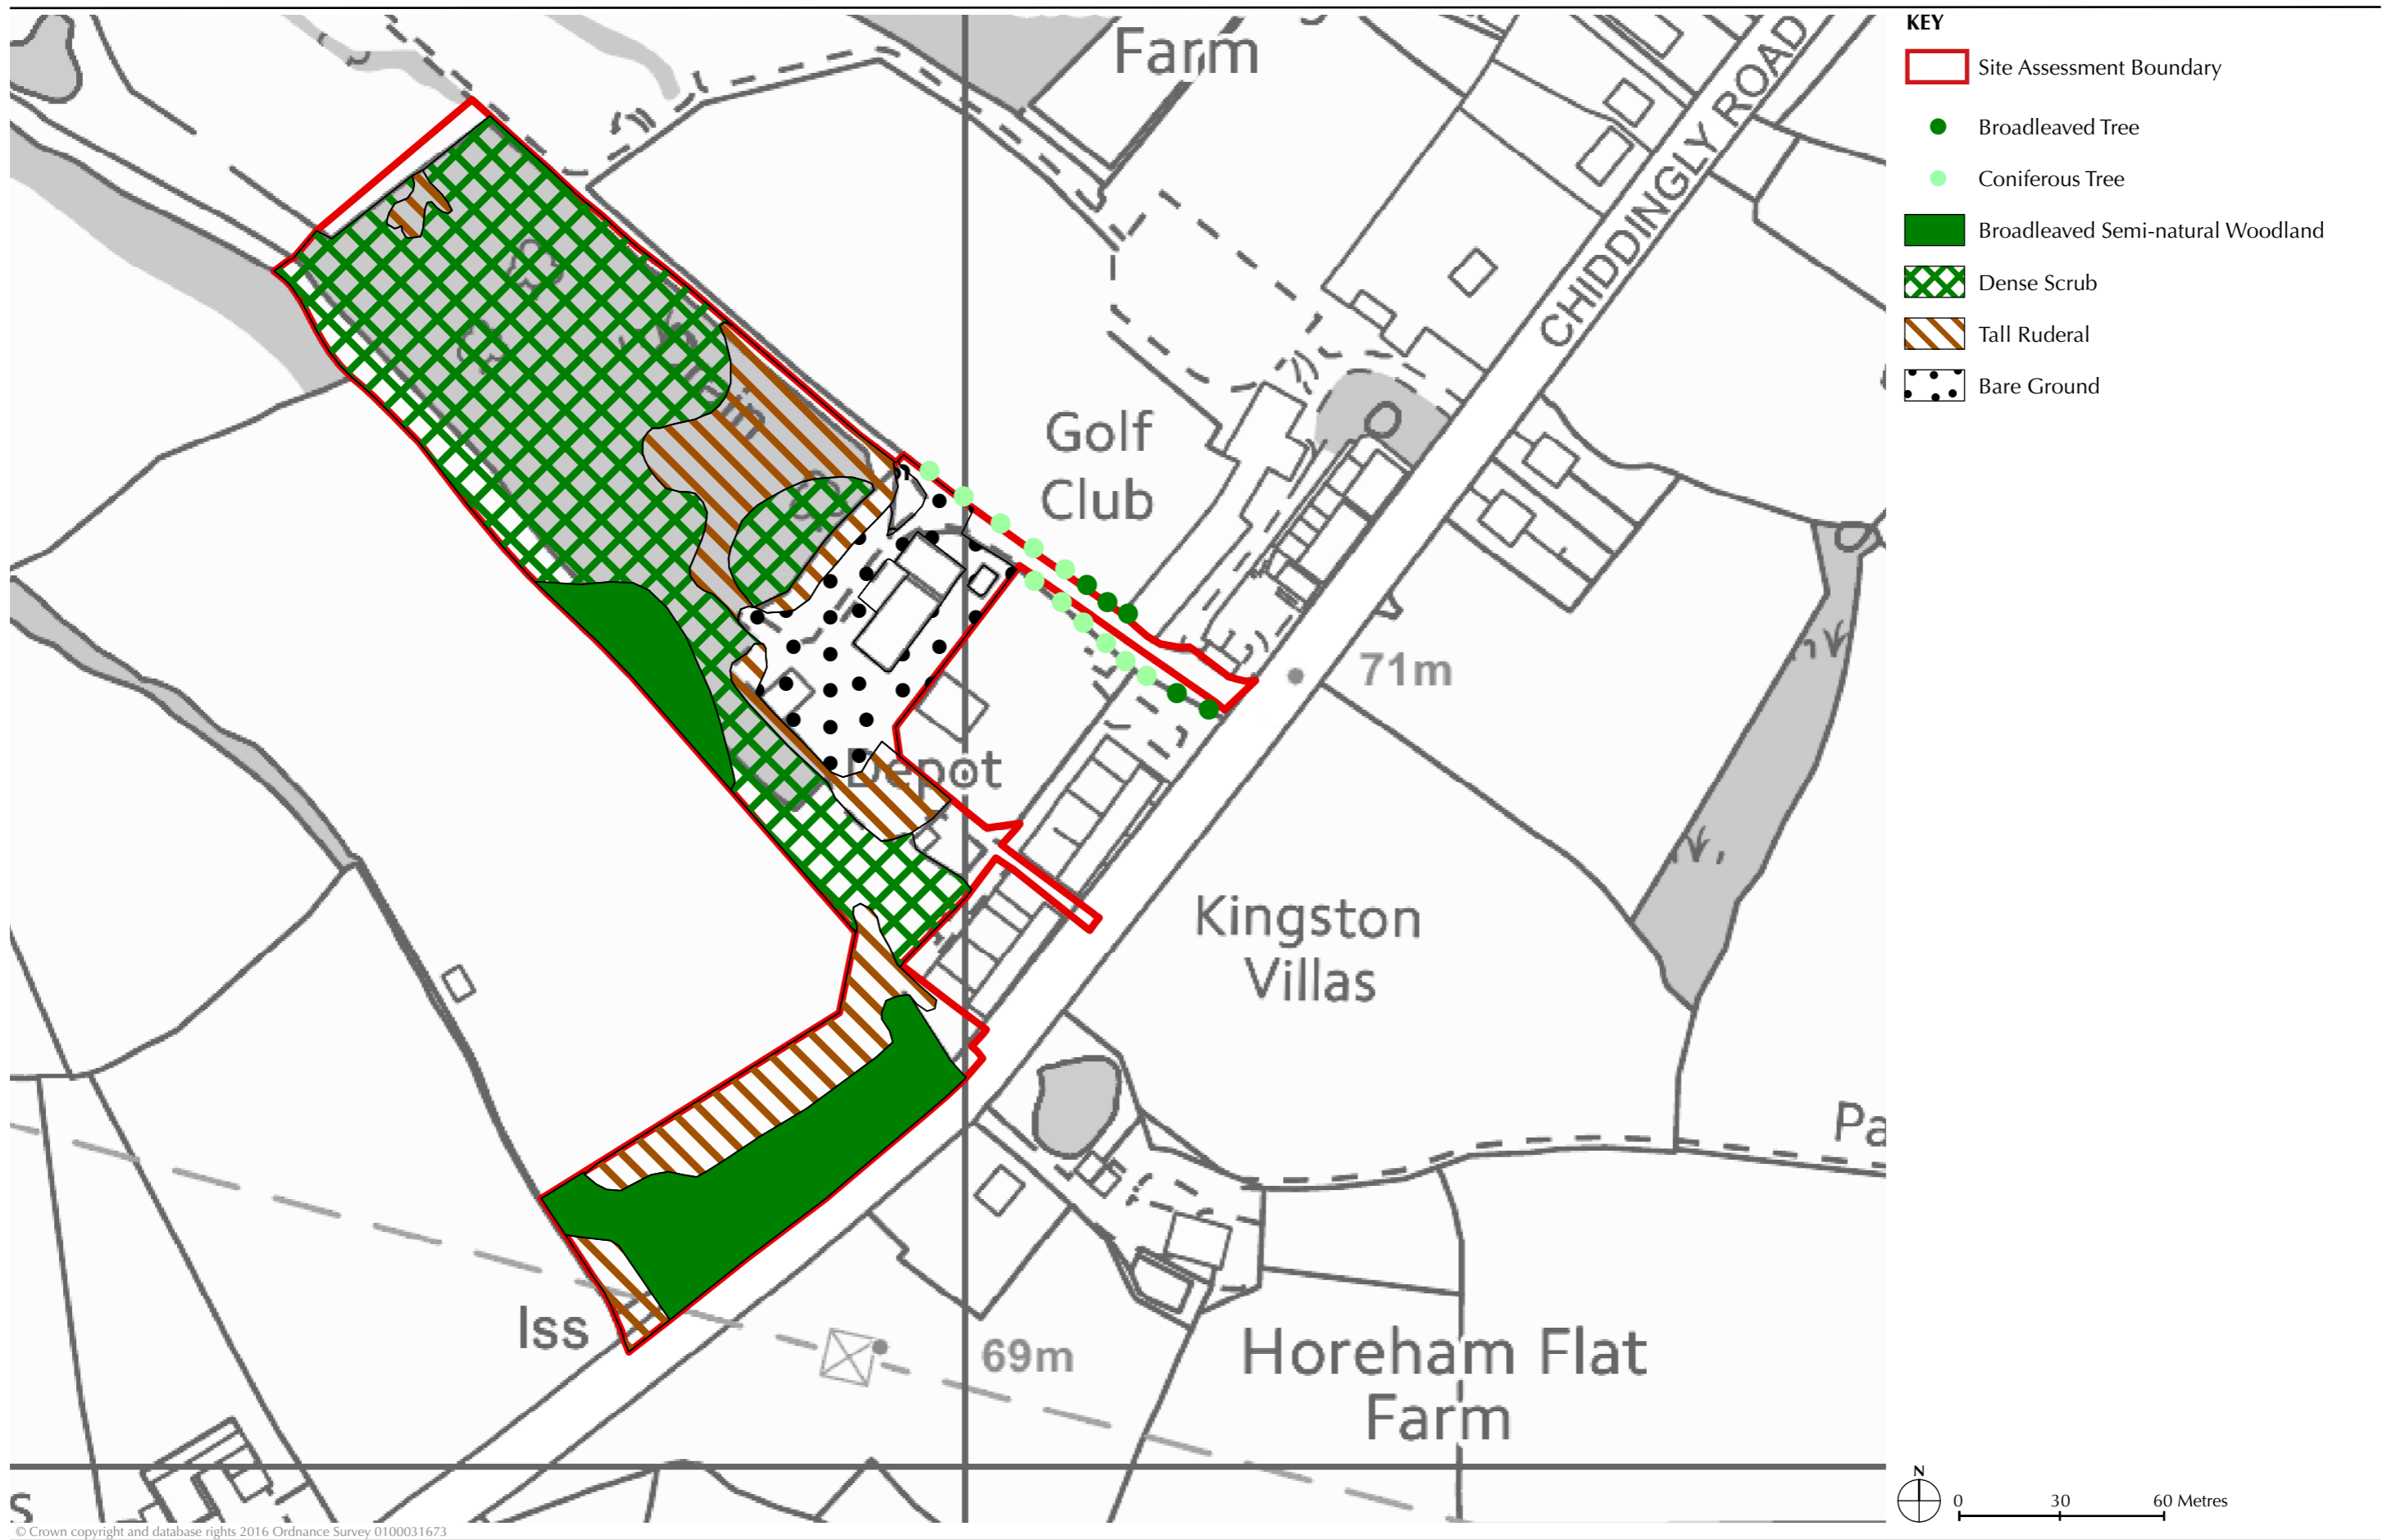 Farm
CHIDDINGLY ROAD
Golf
Club
71m
Depot
Kingston
Villas
Pa
Iss
69m
Horeham Flat
Farm
s
© Crown copyright and database rights 2016 Ordnance Survey 0100031673
KEY
Site Assessment Boundary
Broadleaved Tree
Coniferous Tree
Broadleaved Semi-natural Woodland
Dense Scrub
Tall Ruderal
Bare Ground
N
0 30 60 Metres